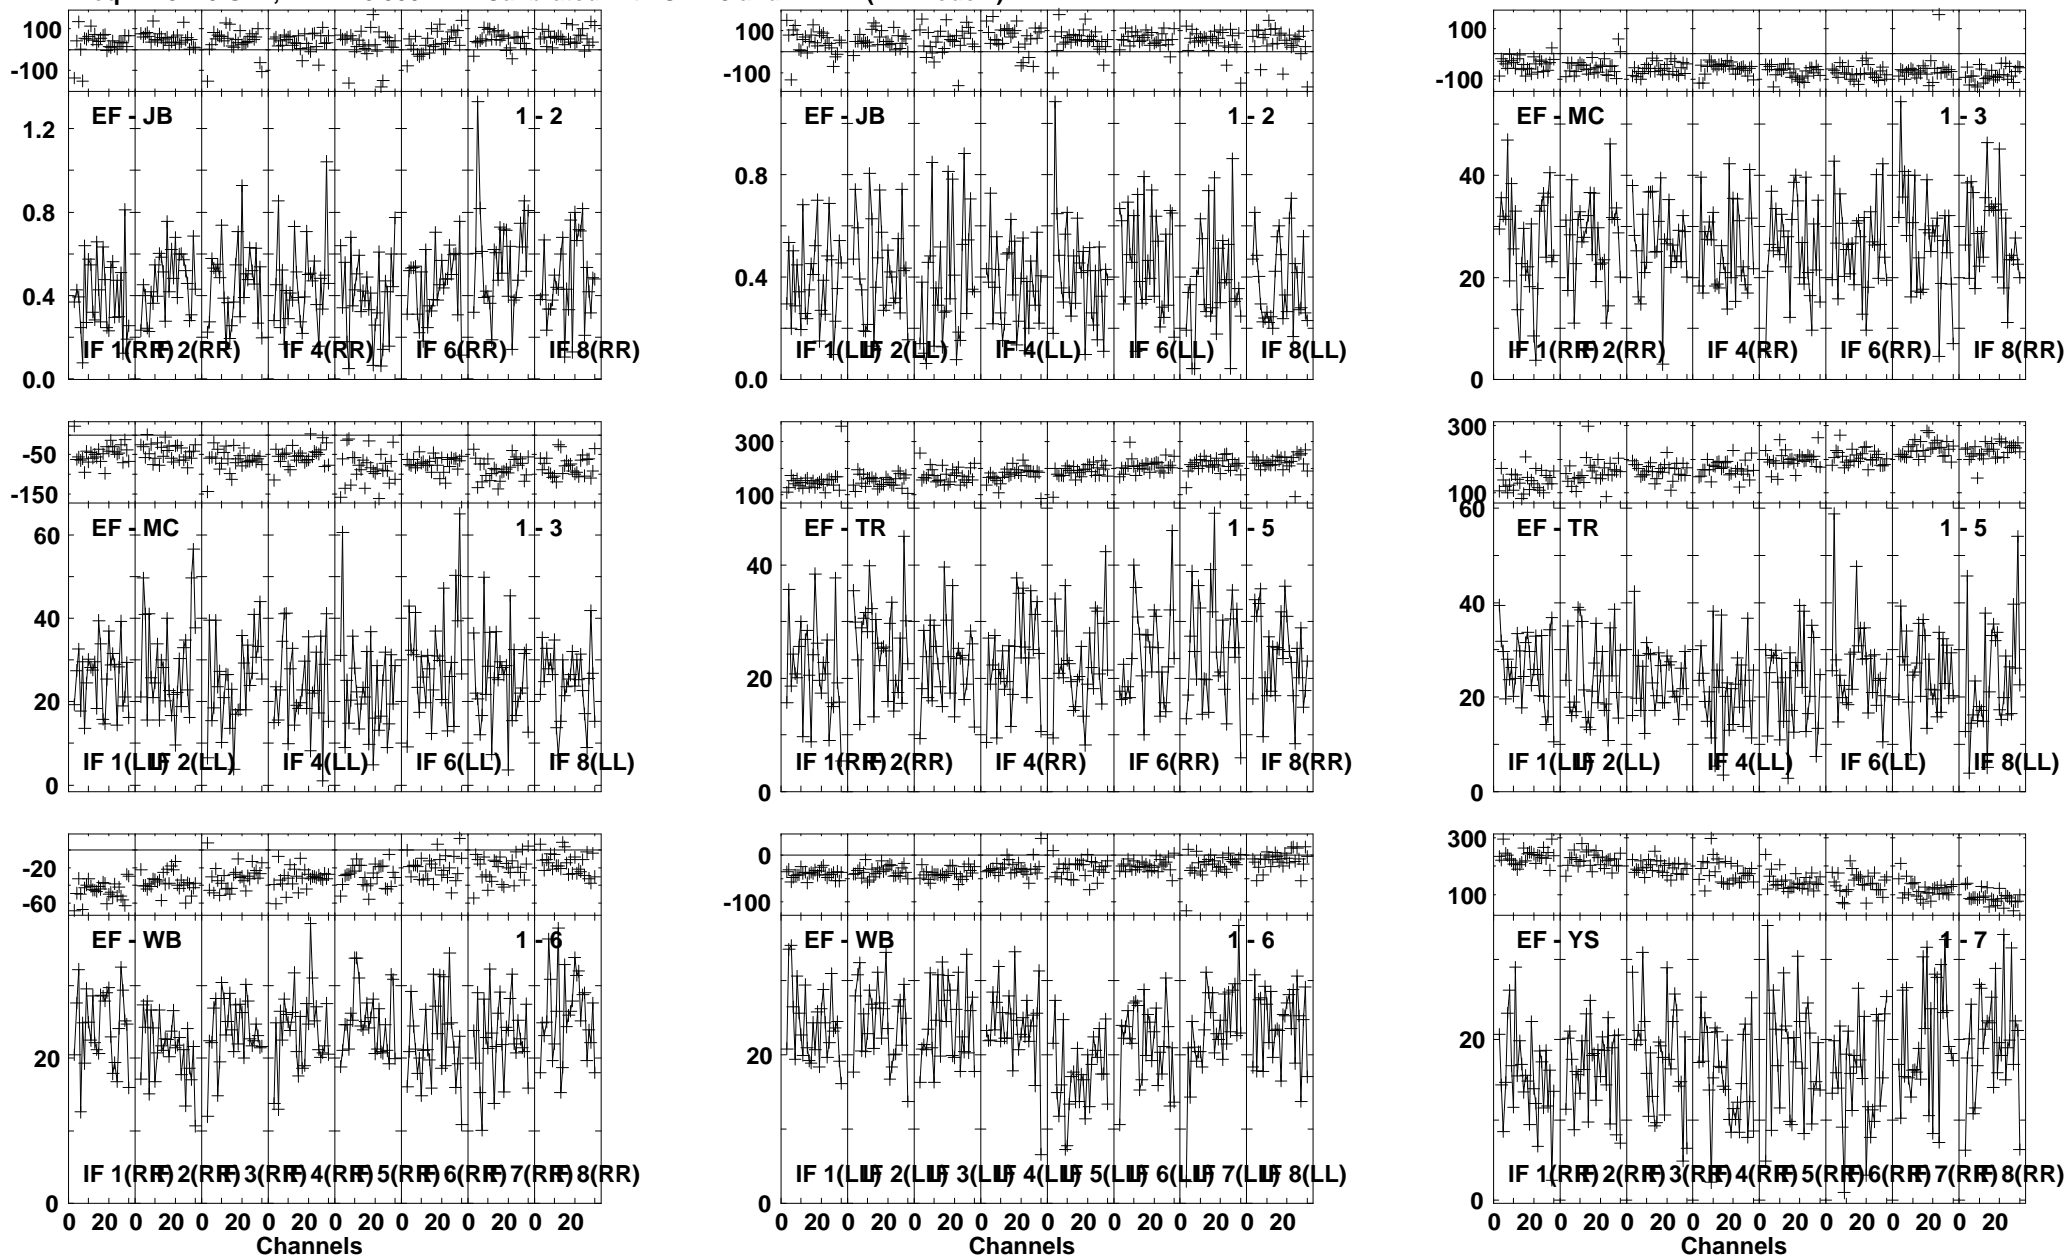 100
-100
EF - JB 1 - 2
1.2
0.8
0.4
0.0
IF 1(RR) IF 2(RR) IF 4(RR) IF 6(RR) IF 8(RR)
100
-100
EF - JB 1 - 2
0.8
0.4
0.0
IF 1(LL) IF 2(LL) IF 4(LL) IF 6(LL) IF 8(LL)
100
-100
EF - MC 1 - 3
40
20
0
IF 1(RR) IF 2(RR) IF 4(RR) IF 6(RR) IF 8(RR)
-50
-150
EF - MC 1 - 3
60
40
20
0
IF 1(LL) IF 2(LL) IF 4(LL) IF 6(LL) IF 8(LL)
300
100
EF - TR 1 - 5
40
20
0
IF 1(RR) IF 2(RR) IF 4(RR) IF 6(RR) IF 8(RR)
300
100
60
EF - TR 1 - 5
40
20
0
IF 1(LL) IF 2(LL) IF 4(LL) IF 6(LL) IF 8(LL)
-20
-60
EF - WB 1 - 6
20
0
IF 1(RR) IF 2(RR) IF 3(RR) IF 4(RR) IF 5(RR) IF 6(RR) IF 7(RR) IF 8(RR)
0 20 0 20 0 20 0 20 0 20 0 20 0 20 0 20
Channels
0
-100
EF - WB 1 - 6
20
0
IF 1(LL) IF 2(LL) IF 3(LL) IF 4(LL) IF 5(LL) IF 6(LL) IF 7(LL) IF 8(LL)
0 20 0 20 0 20 0 20 0 20 0 20 0 20 0 20
Channels
300
100
EF - YS 1 - 7
20
0
IF 1(RR) IF 2(RR) IF 3(RR) IF 4(RR) IF 5(RR) IF 6(RR) IF 7(RR) IF 8(RR)
0 20 0 20 0 20 0 20 0 20 0 20 0 20 0 20
Channels